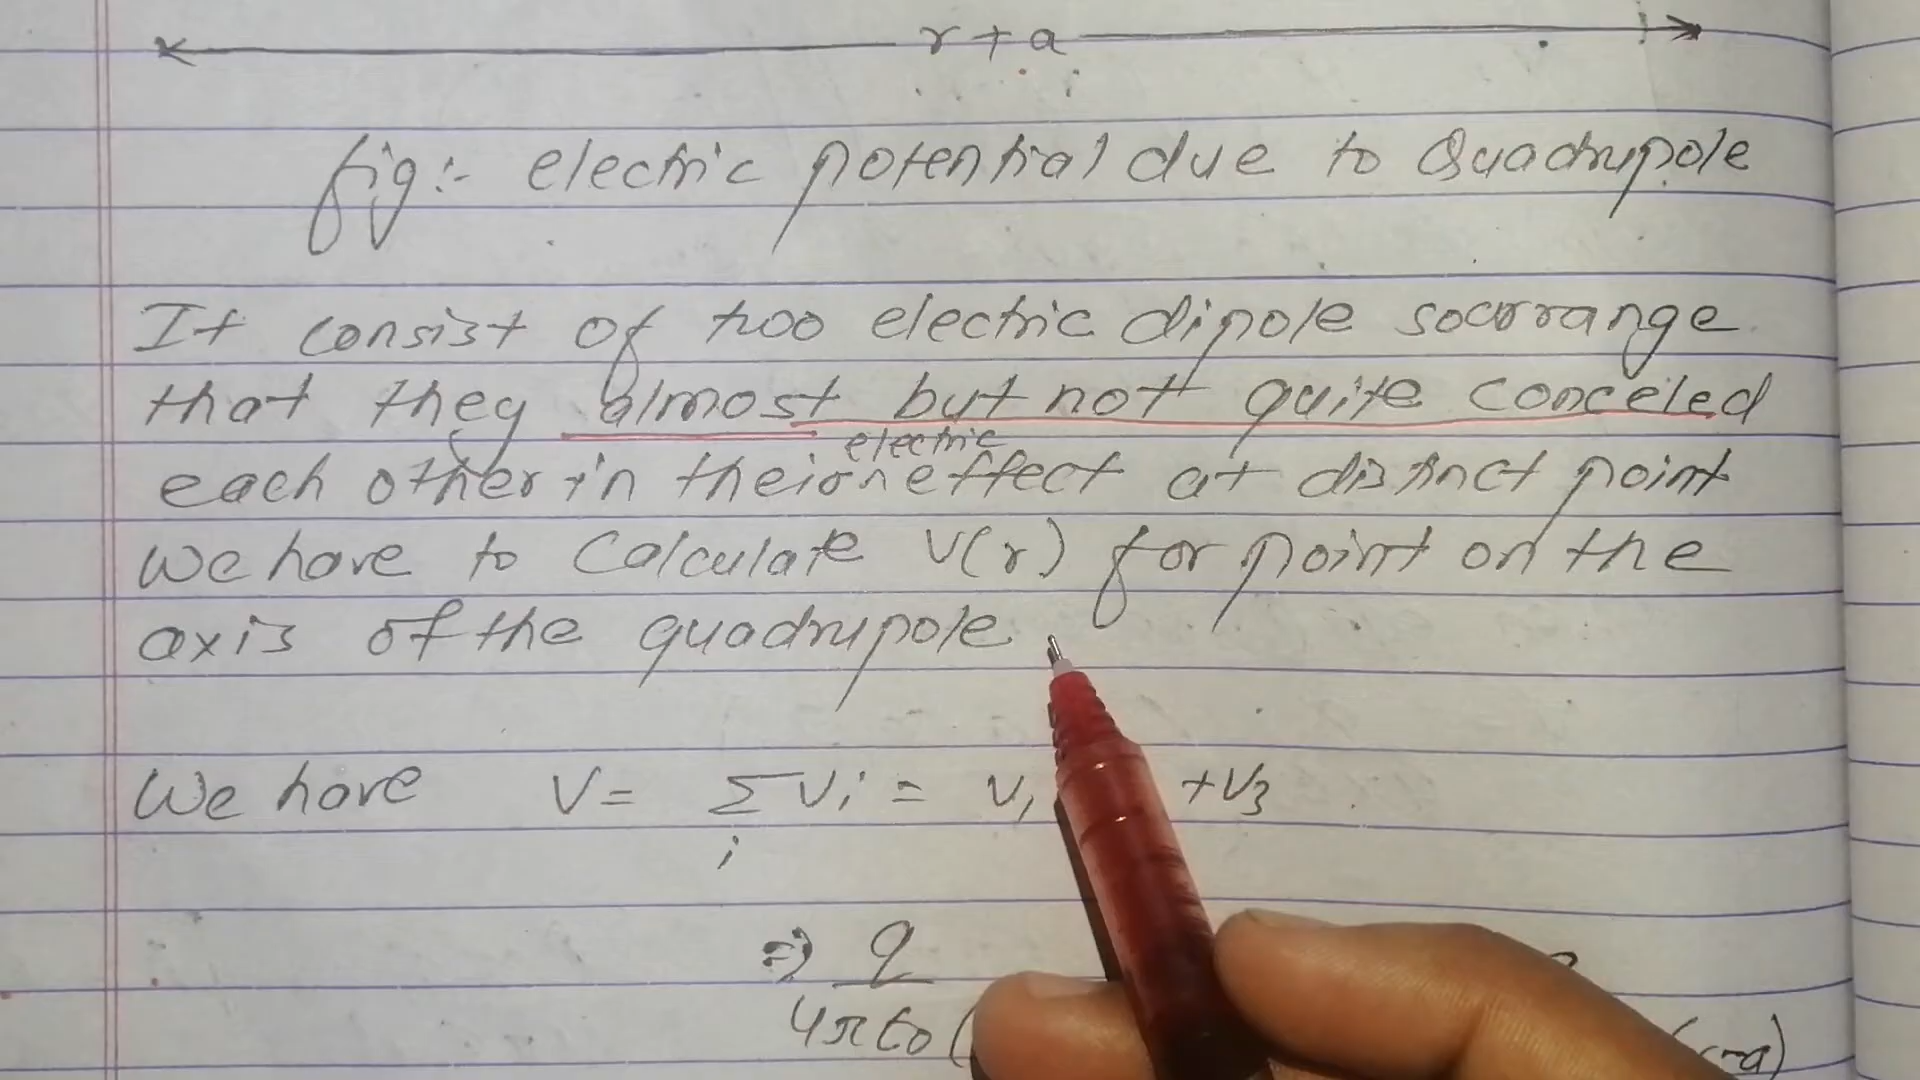 r + a
fig:- electric potential due to Quadrupole
It consist of two electric dipole soarrange
that they almost but not quite conceled
electric
each other in their effect at distinct point
We have to Calculate V(r) for point on the
axis of the quadrupole
We have V = Σ Vi = V1 + V3
i
⇒ q
4πε0 ( r-a)